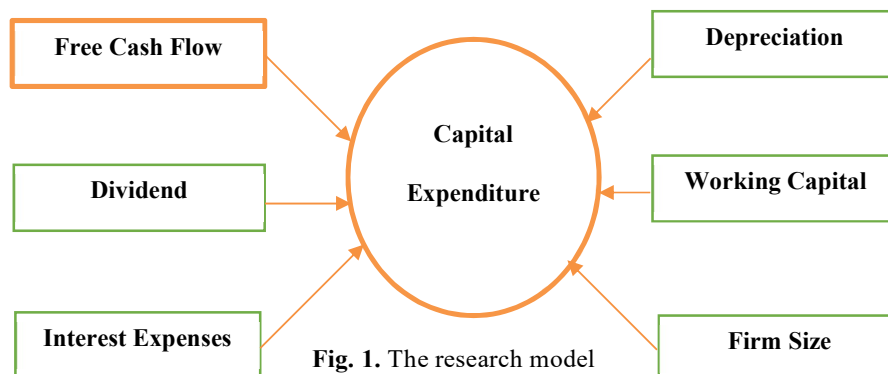 Free Cash Flow
Depreciation
Capital
Expenditure
Dividend
Working Capital
Interest Expenses
Firm Size
Fig. 1. The research model